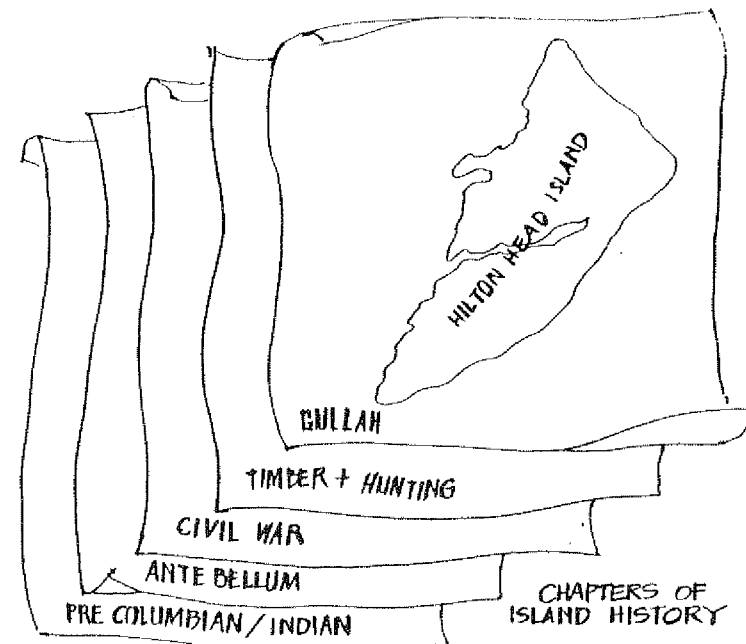 HILTON HEAD ISLAND
GULLAH
TIMBER + HUNTING
CIVIL WAR
ANTE BELLUM
PRE COLUMBIAN / INDIAN
CHAPTERS OF
ISLAND HISTORY